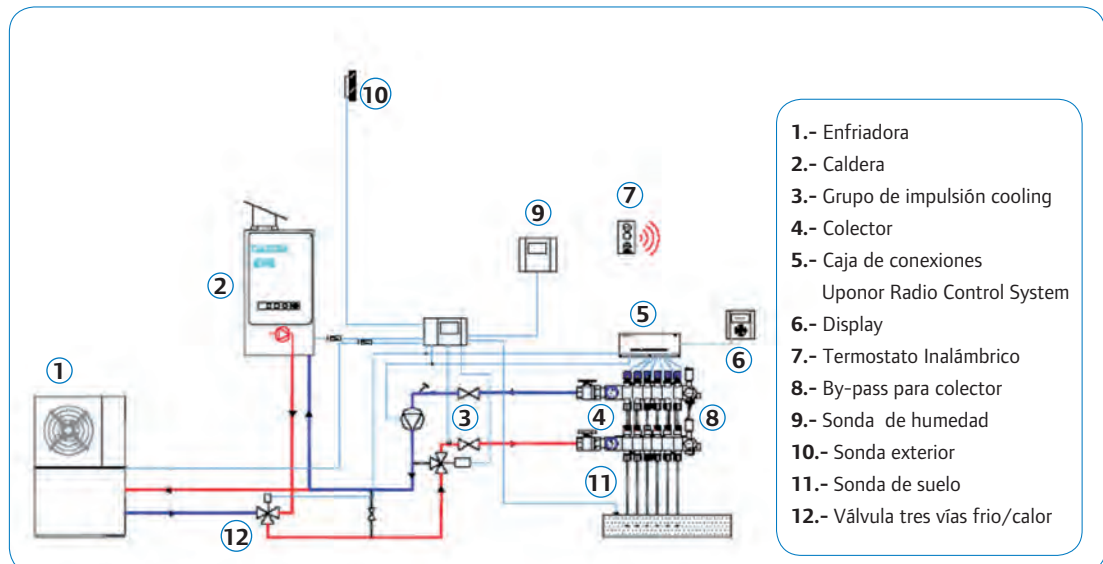 10
9
7
2
5
6
1
3
4
8
11
12
1.- Enfriadora
2.- Caldera
3.- Grupo de impulsión cooling
4.- Colector
5.- Caja de conexiones
Uponor Radio Control System
6.- Display
7.- Termostato Inalámbrico
8.- By-pass para colector
9.- Sonda de humedad
10.- Sonda exterior
11.- Sonda de suelo
12.- Válvula tres vías frio/calor